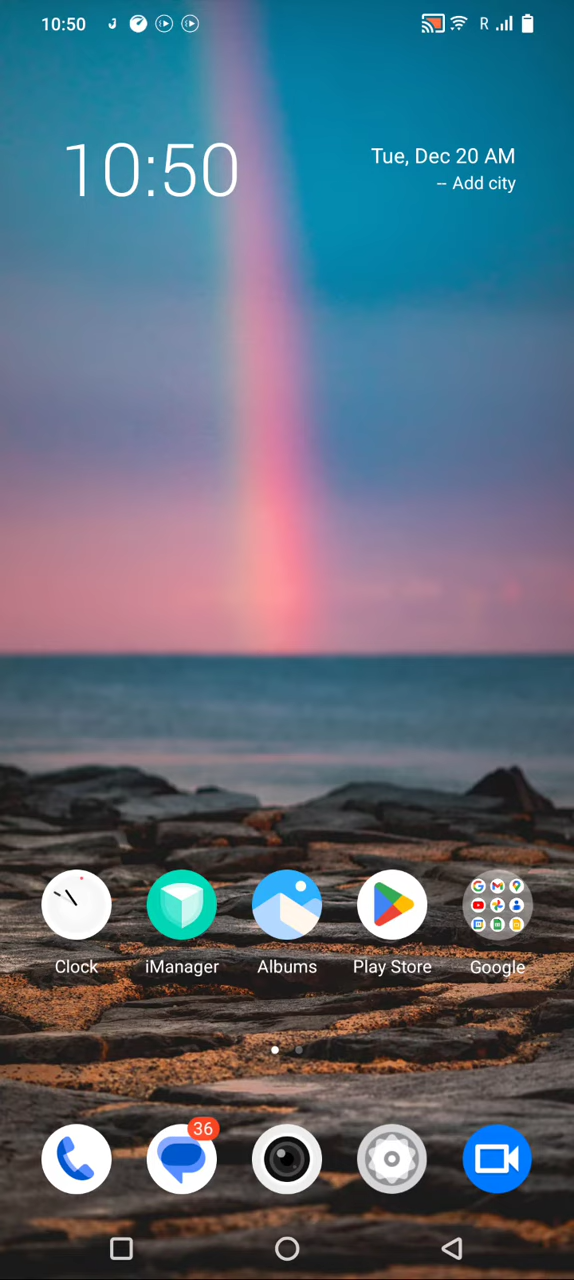 10:50
R
10:50
Tue, Dec 20 AM
-- Add city
Clock
iManager
Albums
Play Store
Google
36